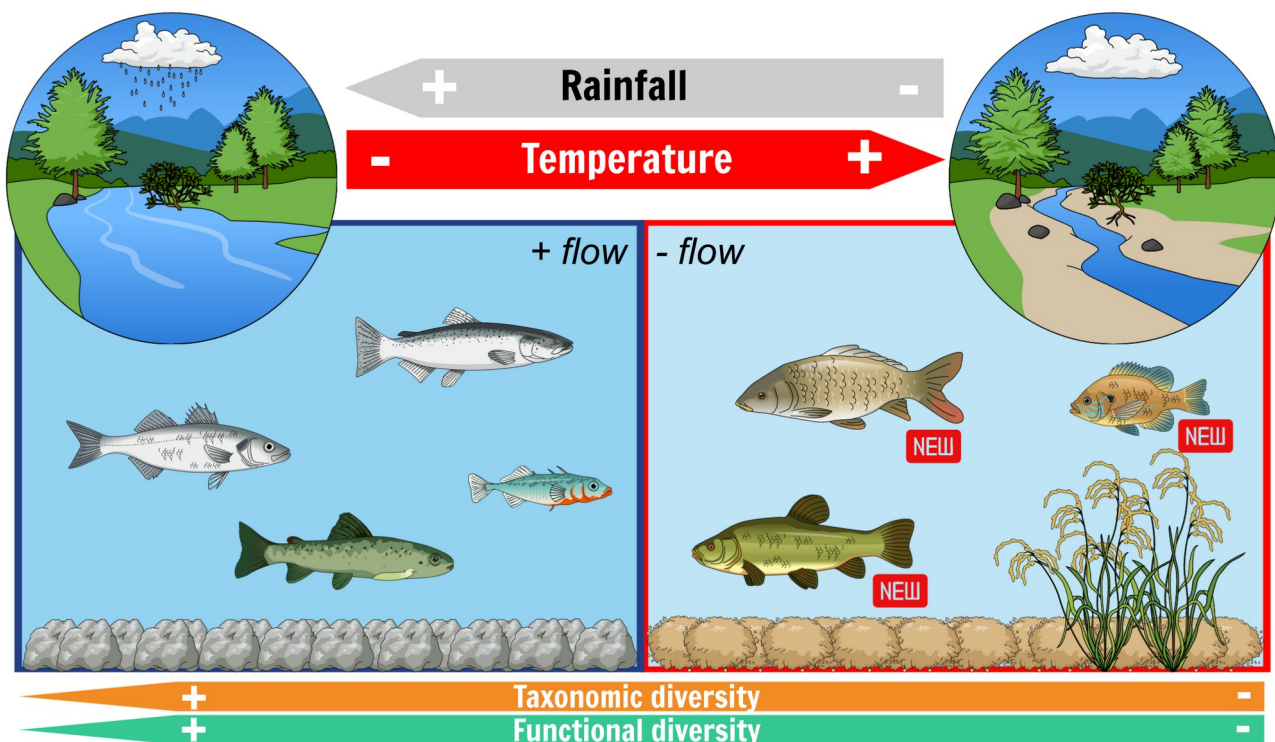 + Rainfall -
- Temperature +
+ flow
- flow
NEW
NEW
NEW
+ Taxonomic diversity -
+ Functional diversity -